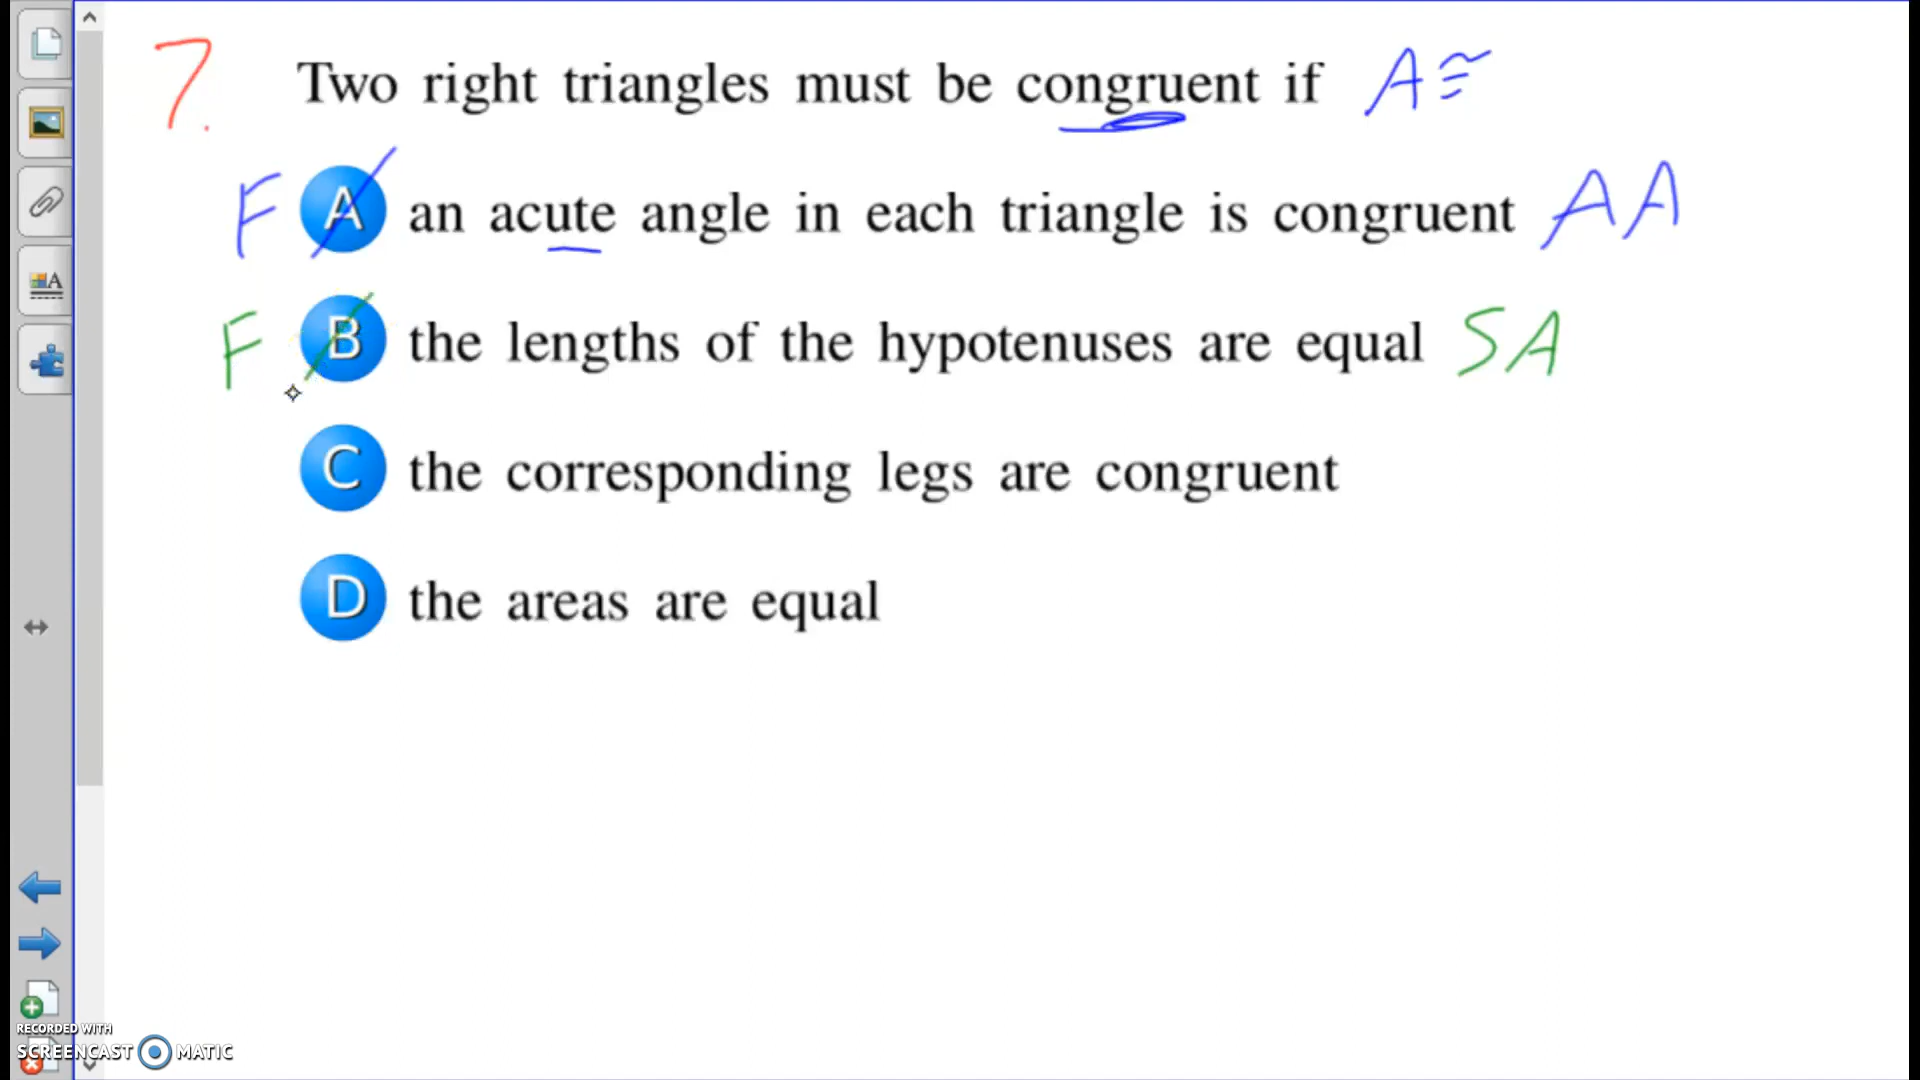 7. Two right triangles must be congruent if A ≅
F A an acute angle in each triangle is congruent AA
F B the lengths of the hypotenuses are equal SA
C the corresponding legs are congruent
D the areas are equal
RECORDED WITH
SCREENCAST MATIC